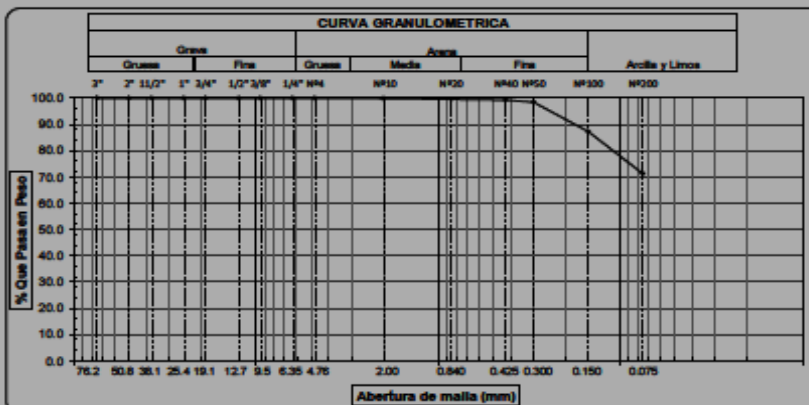 CURVA GRANULOMETRICA
Grava Arena
Gruesa Fina Gruesa Media Fina Arcilla y Limos
3" 2" 11/2" 1" 3/4" 1/2" 3/8" 1/4" Nº4 Nº10 Nº20 Nº40 Nº50 Nº100 Nº200
100.0
90.0
80.0
70.0
60.0
50.0
40.0
30.0
20.0
10.0
0.0
% Que Pasa en Peso
76.2 50.8 38.1 25.4 19.1 12.7 9.5 6.35 4.76 2.00 0.840 0.425 0.300 0.150 0.075
Abertura de malla (mm)